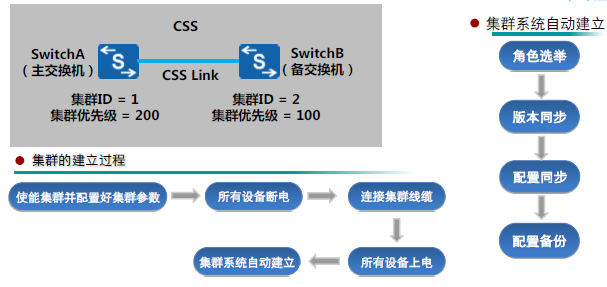 CSS
SwitchA
（主交换机）
S
CSS Link
S
SwitchB
（备交换机）
集群ID = 1
集群优先级 = 200
集群ID = 2
集群优先级 = 100
集群的建立过程
使能集群并配置好集群参数
所有设备断电
连接集群线缆
所有设备上电
集群系统自动建立
集群系统自动建立
角色选举
版本同步
配置同步
配置备份